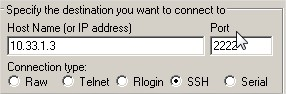 Specify the destination you want to connect to
Host Name (or IP address) Port
10.33.1.3 2222
Connection type:
Raw Telnet Rlogin SSH Serial